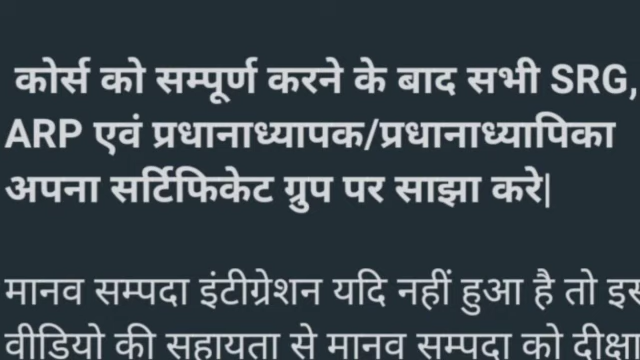 कोर्स को सम्पूर्ण करने के बाद सभी SRG,
ARP एवं प्रधानाध्यापक/प्रधानाध्यापिका
अपना सर्टिफिकेट ग्रुप पर साझा करे|
मानव सम्पदा इंटीग्रेशन यदि नहीं हुआ है तो
वीडियो की सहायता से मानव सम्पदा को दीक्षा